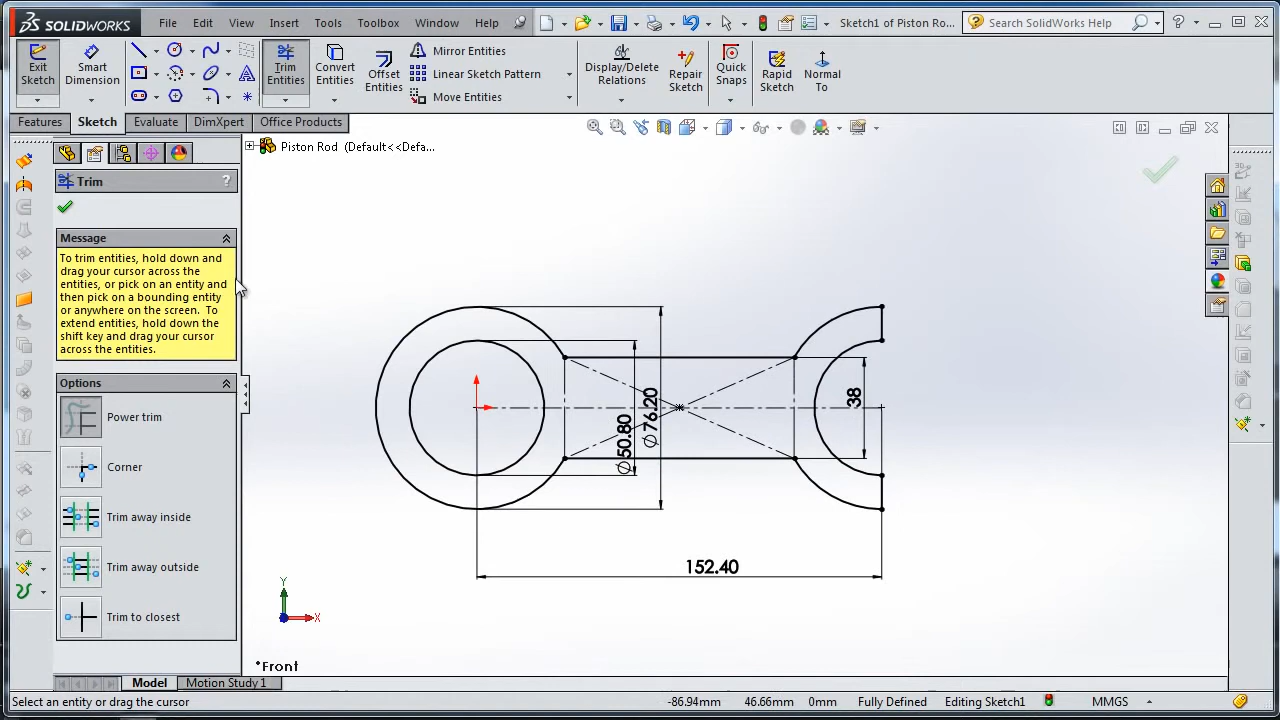 SOLIDWORKS
File Edit View Insert Tools Toolbox Window Help
Sketch1 of Piston Ro...
Search SolidWorks Help
Exit Sketch
Smart Dimension
Trim Entities
Convert Entities
Offset Entities
Mirror Entities
Linear Sketch Pattern
Move Entities
Display/Delete Relations
Repair Sketch
Quick Snaps
Rapid Sketch
Normal To
Features Sketch Evaluate DimXpert Office Products
Piston Rod (Default<<Defa...
Trim ?
Message
To trim entities, hold down and
drag your cursor across the
entities, or pick on an entity and
then pick on a bounding entity
or anywhere on the screen. To
extend entities, hold down the
shift key and drag your cursor
across the entities.
Options
Power trim
Corner
Trim away inside
Trim away outside
Trim to closest
Ø50.80
Ø76.20
38
152.40
Y
X
*Front
Model Motion Study 1
Select an entity or drag the cursor
-86.94mm 46.66mm 0mm Fully Defined Editing Sketch1 MMGS